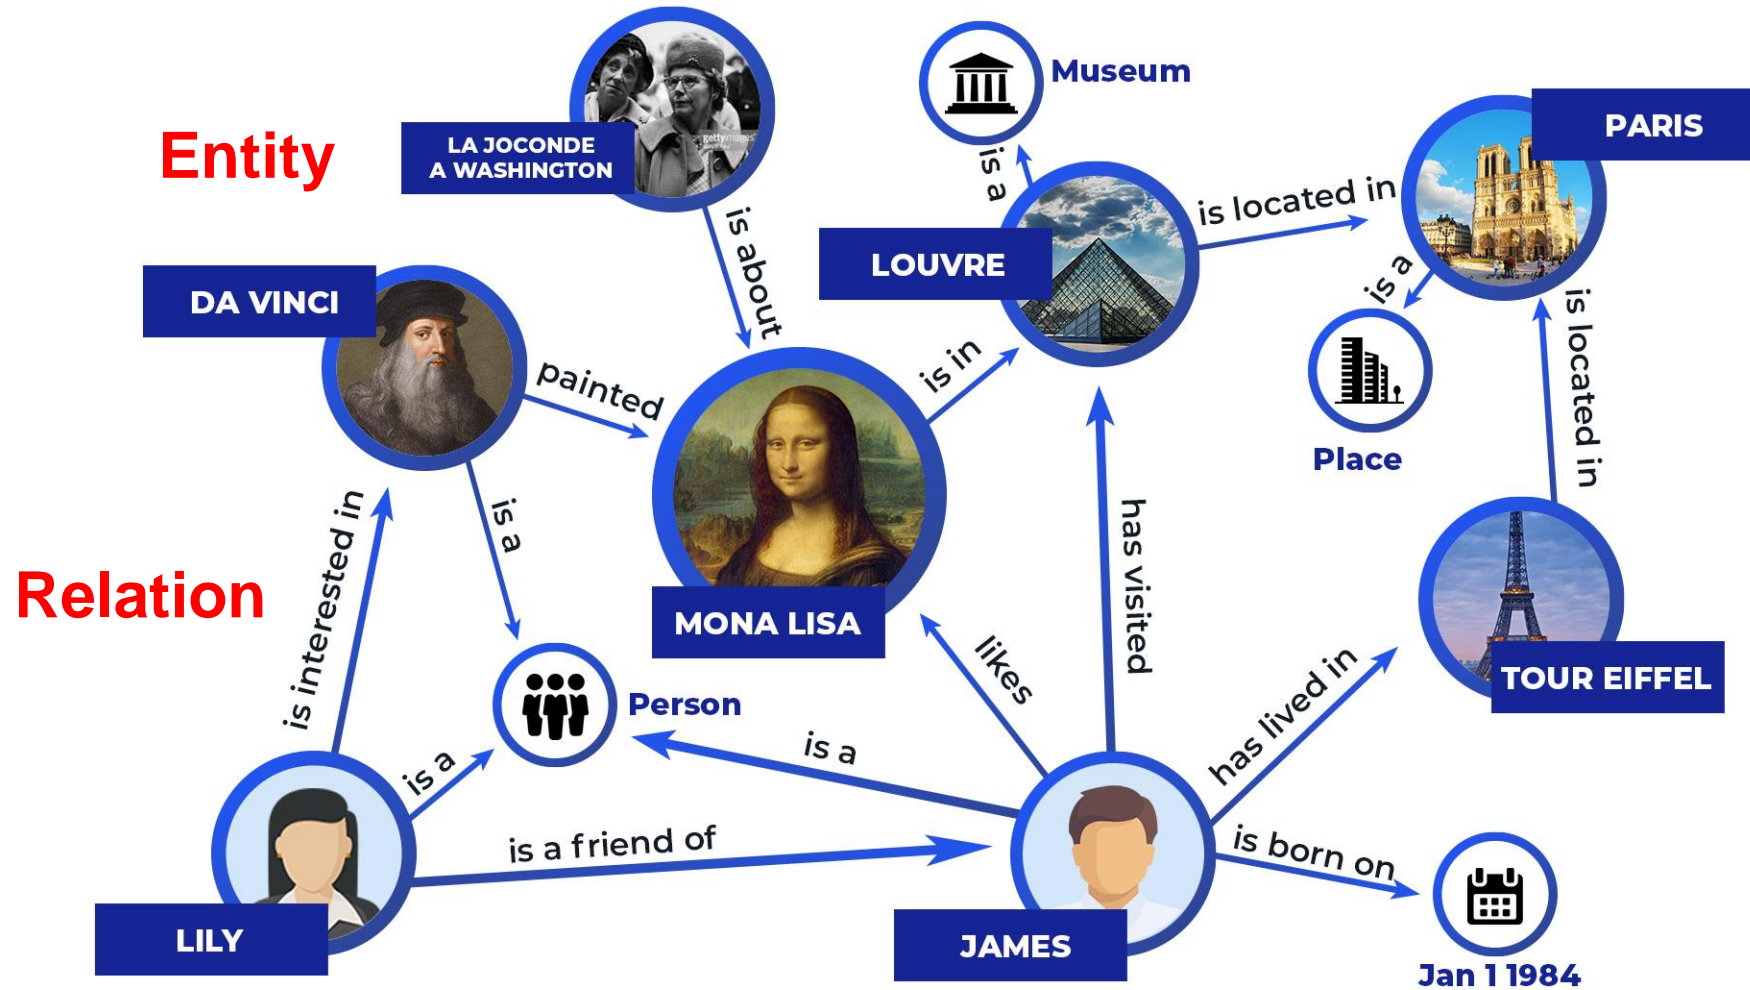 Museum
PARIS
Entity
LA JOCONDE
A WASHINGTON
gettyimages
is a
is located in
is about
LOUVRE
is a
DA VINCI
is in
is located in
painted
Place
is interested in
is a
has visited
Relation
MONA LISA
likes
TOUR EIFFEL
Person
has lived in
is a
is a
is a friend of
is born on
LILY
JAMES
Jan 1 1984